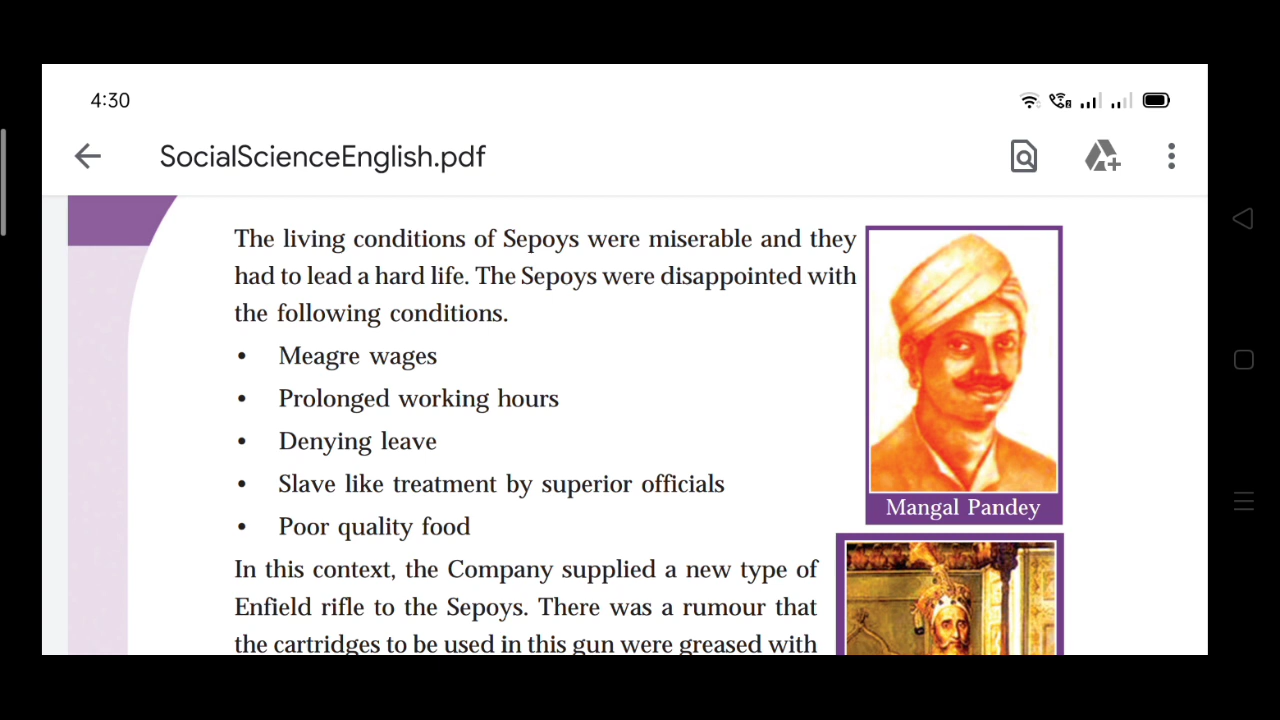 4:30
SocialScienceEnglish.pdf
The living conditions of Sepoys were miserable and they
had to lead a hard life. The Sepoys were disappointed with
the following conditions.
• Meagre wages
• Prolonged working hours
• Denying leave
• Slave like treatment by superior officials
• Poor quality food
Mangal Pandey
In this context, the Company supplied a new type of
Enfield rifle to the Sepoys. There was a rumour that
the cartridges to be used in this gun were greased with